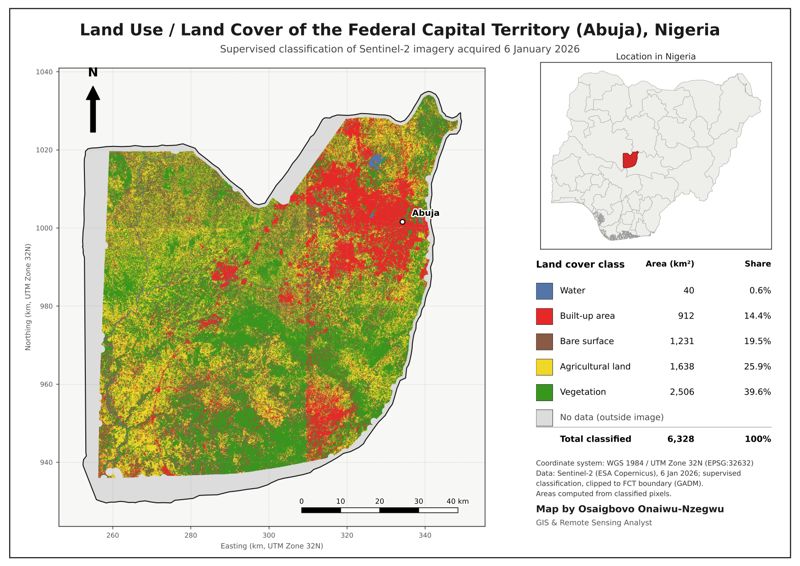 Land Use / Land Cover of the Federal Capital Territory (Abuja), Nigeria
Supervised classification of Sentinel-2 imagery acquired 6 January 2026
N
1040
1020
1000
980
960
940
Northing (km, UTM Zone 32N)
Abuja
0 10 20 30 40 km
260 280 300 320 340
Easting (km, UTM Zone 32N)
Location in Nigeria
Land cover class Area (km²) Share
Water 40 0.6%
Built-up area 912 14.4%
Bare surface 1,231 19.5%
Agricultural land 1,638 25.9%
Vegetation 2,506 39.6%
No data (outside image)
Total classified 6,328 100%
Coordinate system: WGS 1984 / UTM Zone 32N (EPSG:32632)
Data: Sentinel-2 (ESA Copernicus), 6 Jan 2026; supervised
classification, clipped to FCT boundary (GADM).
Areas computed from classified pixels.
Map by Osaigbovo Onaiwu-Nzegwu
GIS & Remote Sensing Analyst